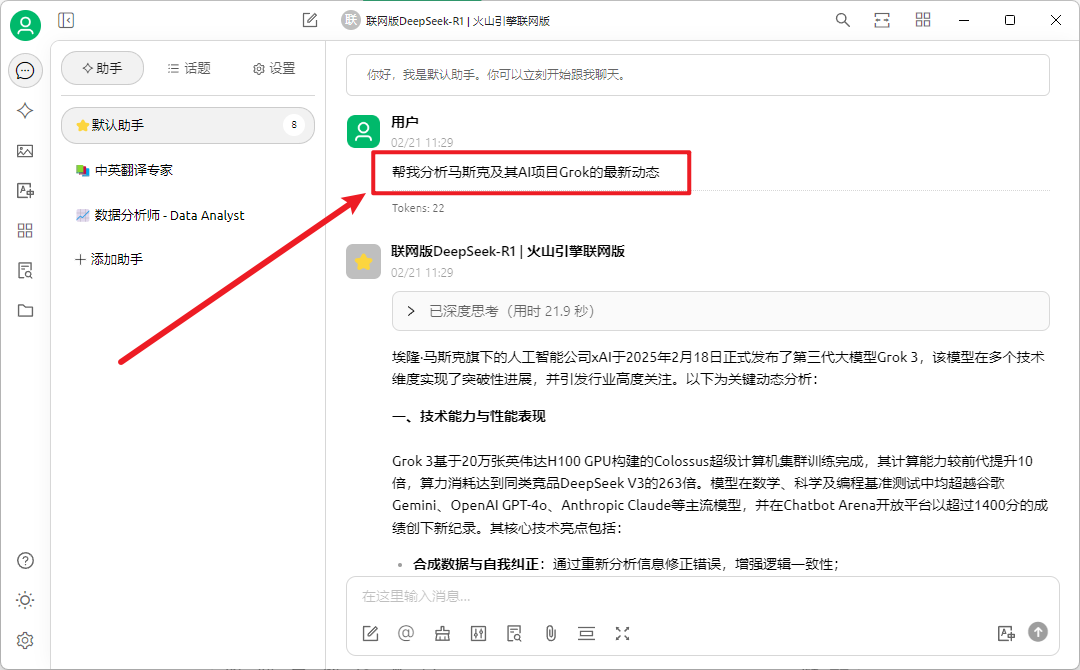 联 联网版DeepSeek-R1 | 火山引擎联网版
助手 话题 设置
默认助手 8
中英翻译专家
数据分析师 - Data Analyst
添加助手
你好，我是默认助手。你可以立刻开始跟我聊天。
用户
02/21 11:29
帮我分析马斯克及其AI项目Grok的最新动态
Tokens: 22
联网版DeepSeek-R1 | 火山引擎联网版
02/21 11:29
已深度思考（用时 21.9 秒）
埃隆·马斯克旗下的人工智能公司xAI于2025年2月18日正式发布了第三代大模型Grok 3，该模型在多个技术
维度实现了突破性进展，并引发行业高度关注。以下为关键动态分析：
一、技术能力与性能表现
Grok 3基于20万张英伟达H100 GPU构建的Colossus超级计算机集群训练完成，其计算能力较前代提升10
倍，算力消耗达到同类竞品DeepSeek V3的263倍。模型在数学、科学及编程基准测试中均超越谷歌
Gemini、OpenAI GPT-4o、Anthropic Claude等主流模型，并在Chatbot Arena开放平台以超过1400分的成
绩创下新纪录。其核心技术亮点包括：
• 合成数据与自我纠正：通过重新分析信息修正错误，增强逻辑一致性；
在这里输入消息...